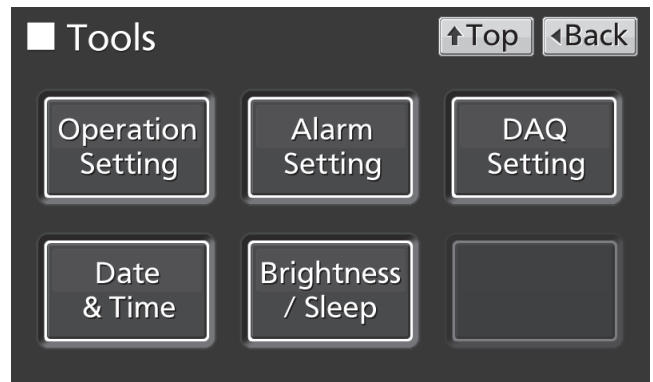 Tools
↑Top
◂Back
Operation
Setting
Alarm
Setting
DAQ
Setting
Date
& Time
Brightness
/ Sleep